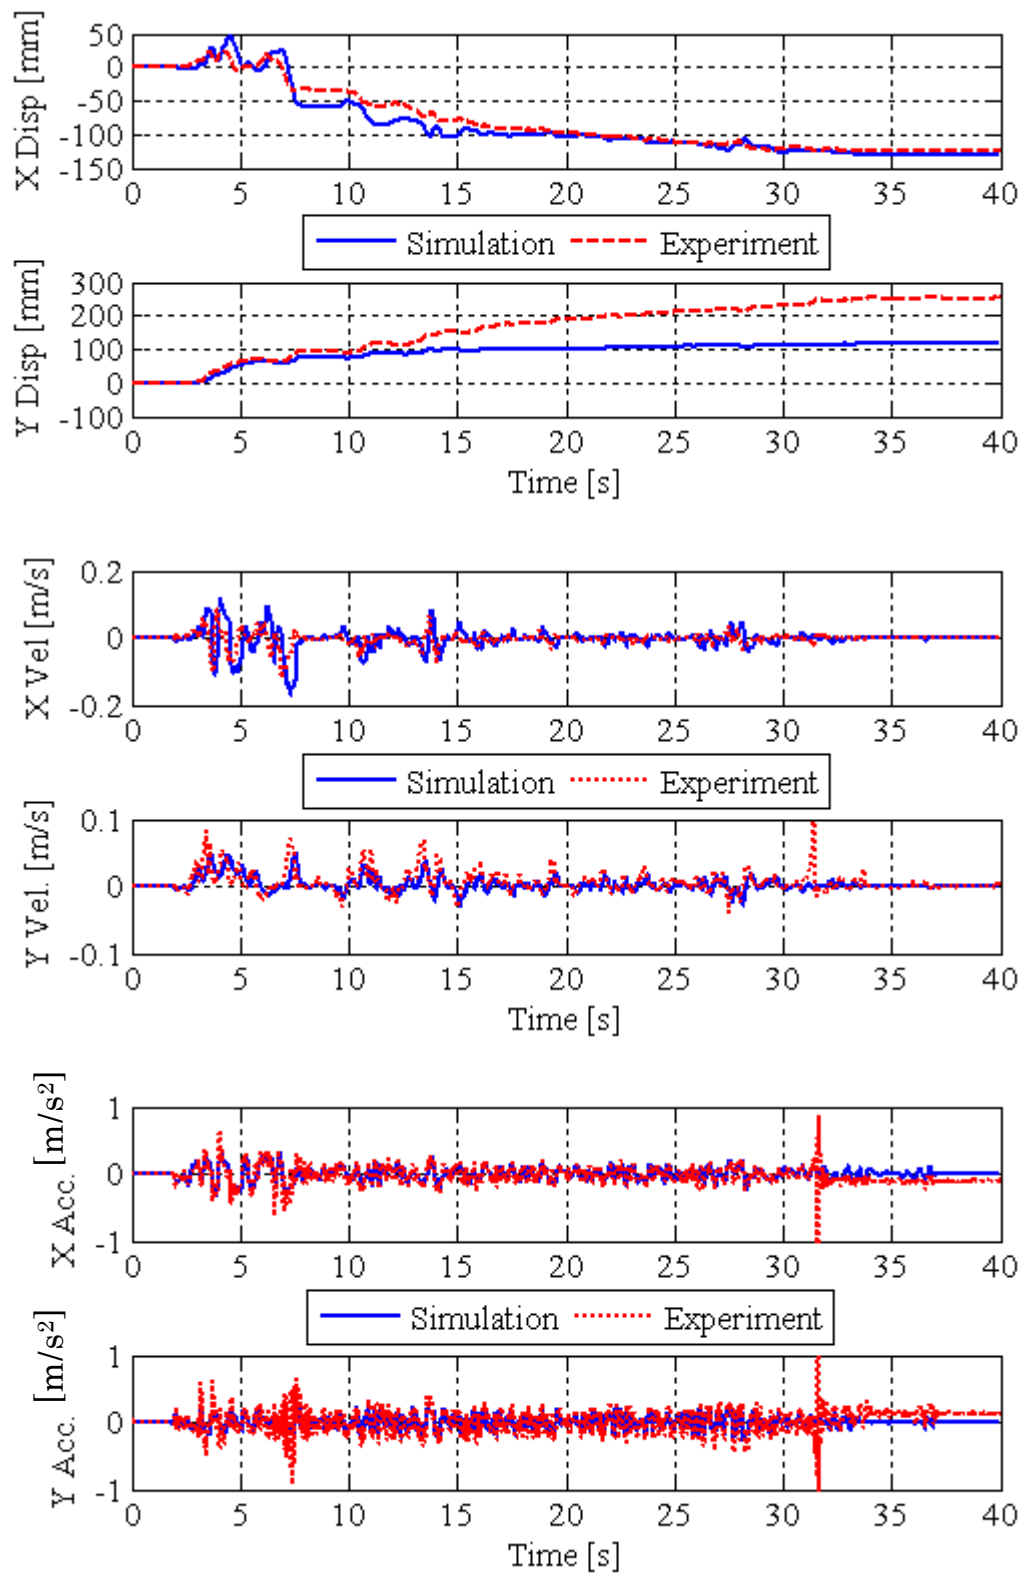 X Disp [mm]
50
0
-50
-100
-150
0 5 10 15 20 25 30 35 40
Simulation Experiment
Y Disp [mm]
300
200
100
0
-100
0 5 10 15 20 25 30 35 40
Time [s]
X Vel [m/s]
0.2
0
-0.2
0 5 10 15 20 25 30 35 40
Simulation Experiment
Y Vel. [m/s]
0.1
0
-0.1
0 5 10 15 20 25 30 35 40
Time [s]
X Acc. [m/s²]
1
0
-1
0 5 10 15 20 25 30 35 40
Simulation Experiment
Y Acc. [m/s²]
1
0
-1
0 5 10 15 20 25 30 35 40
Time [s]